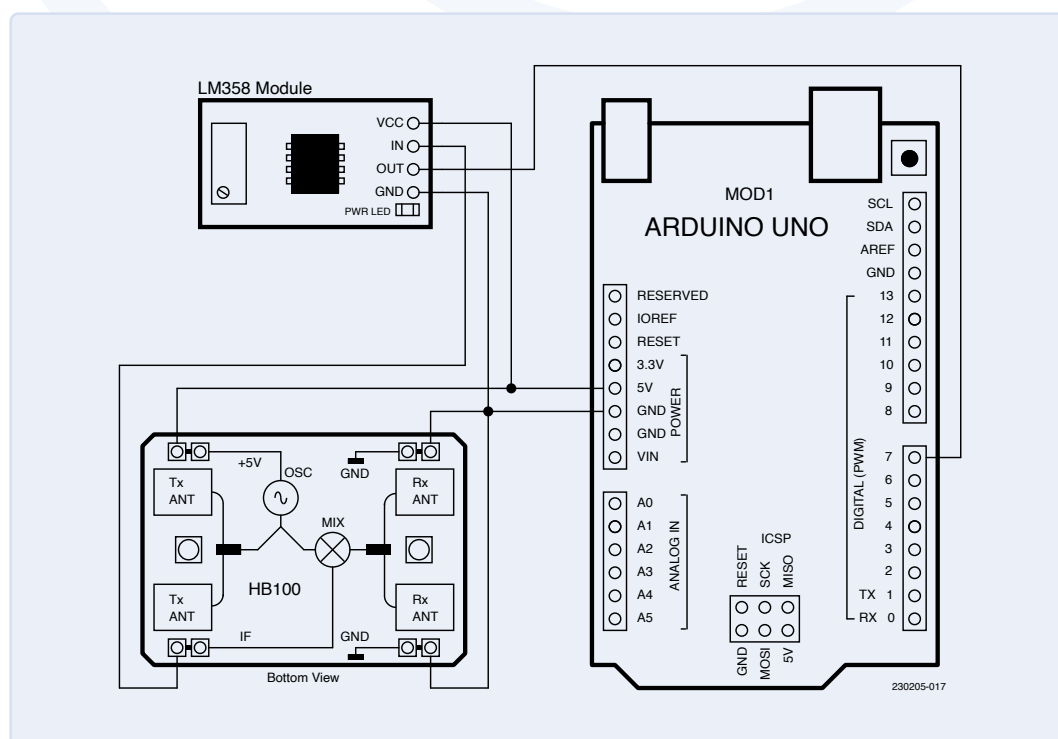 LM358 Module
VCC
IN
OUT
GND
PWR LED
MOD1
ARDUINO UNO
SCL
SDA
AREF
GND
13
12
11
10
9
8
7
6
5
4
3
2
TX 1
RX 0
DIGITAL (PWM)
RESERVED
IOREF
RESET
3.3V
5V
GND
GND
VIN
POWER
A0
A1
A2
A3
A4
A5
ANALOG IN
ICSP
RESET
SCK
MISO
GND
MOSI
5V
230205-017
+5V
OSC
GND
Tx
ANT
Rx
ANT
MIX
HB100
Tx
ANT
Rx
ANT
IF
GND
Bottom View